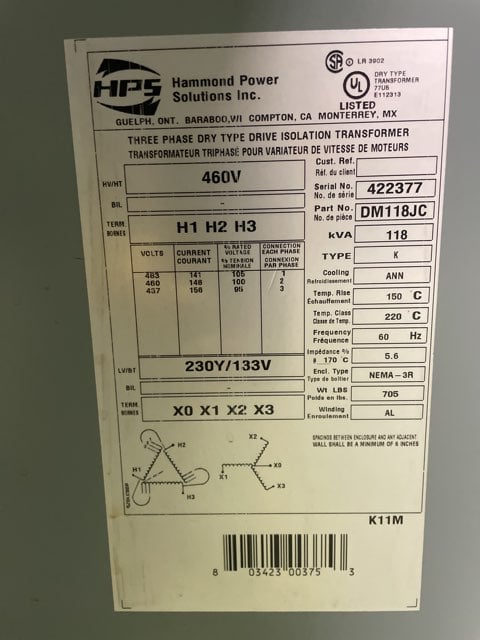 HPS
Hammond Power
Solutions Inc.
GUELPH, ONT. BARABOO, WI COMPTON, CA MONTERREY, MX
SA LR 3902
UL
LISTED
DRY TYPE
TRANSFORMER
77U6
E112313
THREE PHASE DRY TYPE DRIVE ISOLATION TRANSFORMER
TRANSFORMATEUR TRIPHASÉ POUR VARIATEUR DE VITESSE DE MOTEURS
HV/HT 460V
BIL -
TERM. BORNES H1 H2 H3
VOLTS CURRENT COURANT % RATED VOLTAGE % TENSION NOMINALE CONNECTION EACH PHASE CONNEXION PAR PHASE
483 141 105 1
460 148 100 2
437 156 95 3
LV/BT 230Y/133V
BIL -
TERM. BORNES X0 X1 X2 X3
Cust. Ref.
Réf. du client
Serial No. 422377
No. de série
Part No. DM118JC
No. de pièce
kVA 118
TYPE K
Cooling ANN
Refroidissement
Temp. Rise 150 °C
Échauffement
Temp. Class 220 °C
Classe de Temp.
Frequency 60 Hz
Fréquence
Impédance % 5.6
@ 170 °C
Encl. Type NEMA-3R
Type de boîtier
Wt LBS 705
Poids en lbs.
Winding AL
Enroulement
SPACINGS BETWEEN ENCLOSURE AND ANY ADJACENT
WALL SHALL BE A MINIMUM OF 6 INCHES
H2
H1
H3
X2
X0
X1
X3
K11M
8 03423 00375 3